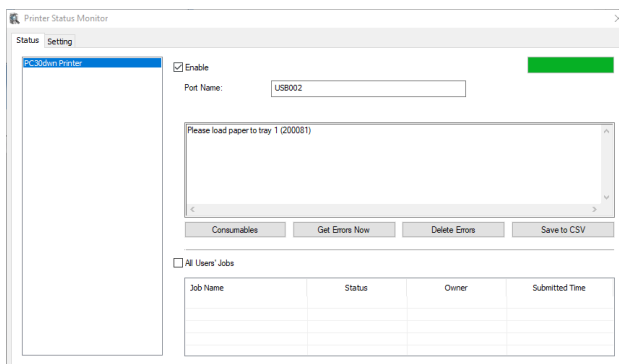 Printer Status Monitor
Status Setting
PC30dwn Printer
Enable
Port Name: USB002
Please load paper to tray 1 (200081)
Consumables Get Errors Now Delete Errors Save to CSV
All Users' Jobs
Job Name Status Owner Submitted Time